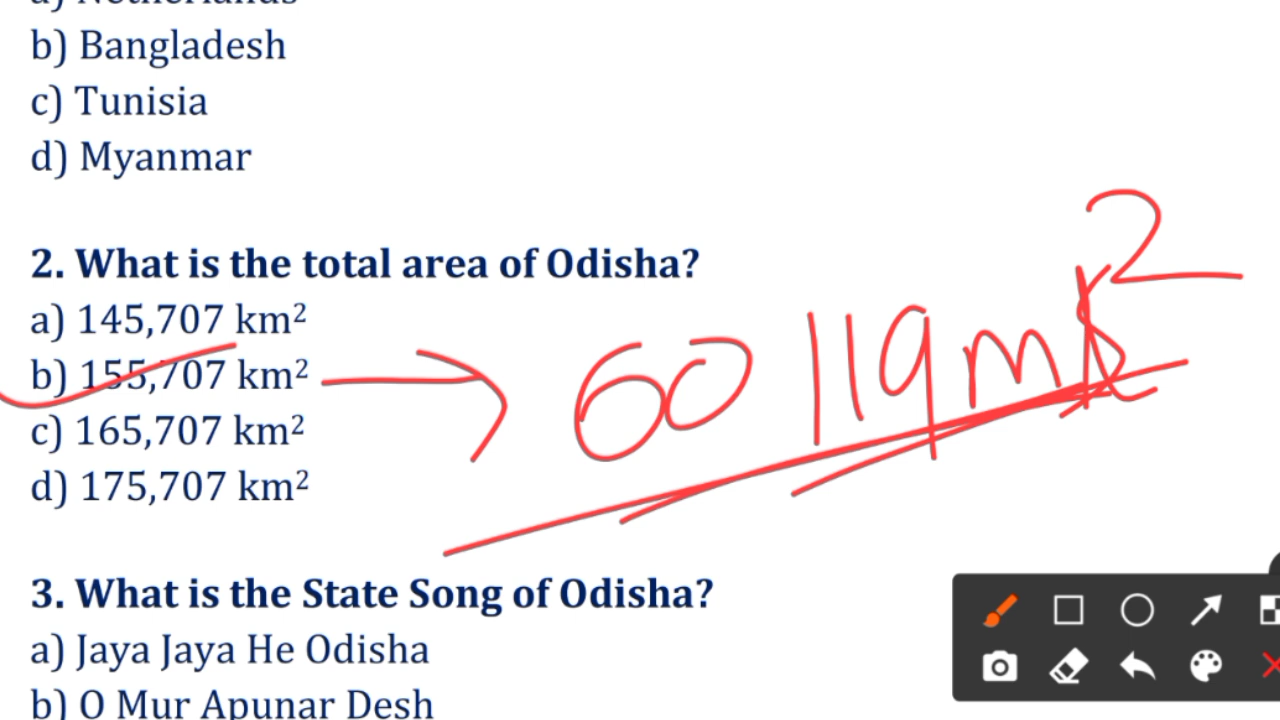 a) Netherlands
b) Bangladesh
c) Tunisia
d) Myanmar
2. What is the total area of Odisha?
a) 145,707 km²
b) 155,707 km²
60119mk²
c) 165,707 km²
d) 175,707 km²
3. What is the State Song of Odisha?
a) Jaya Jaya He Odisha
b) O Mur Apunar Desh